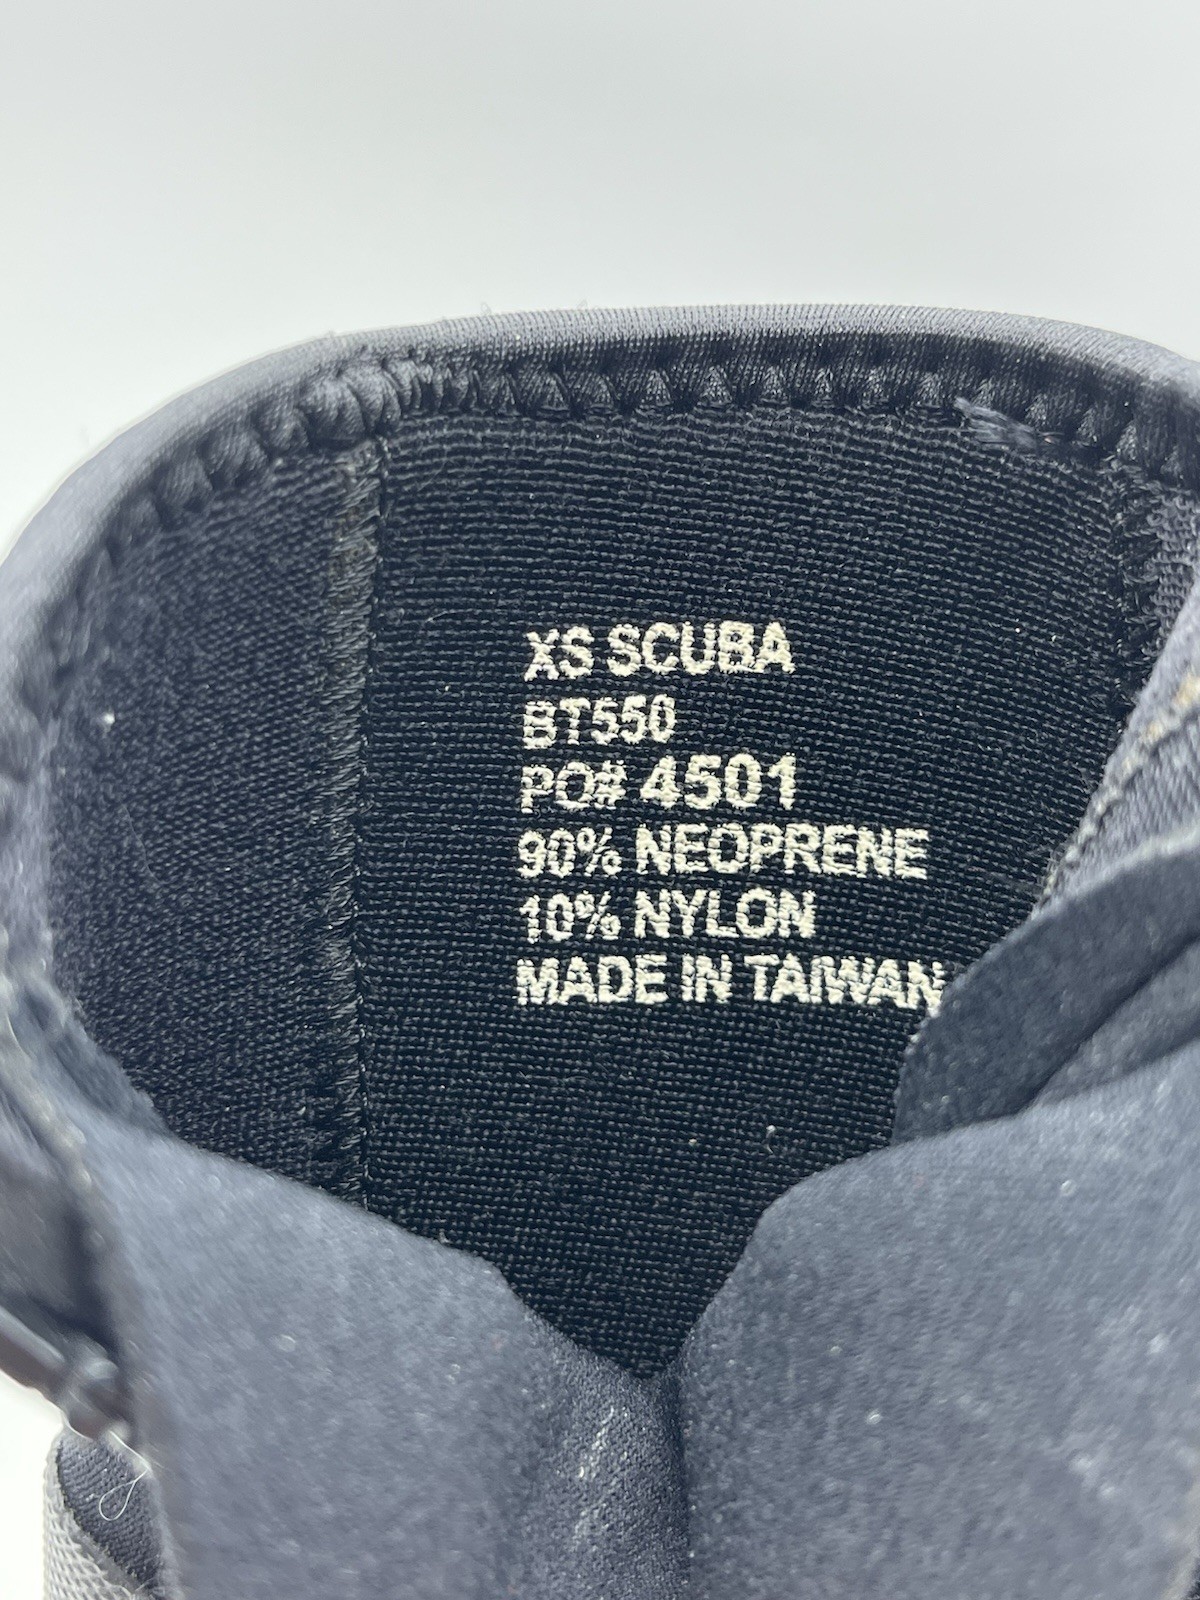 XS SCUBA
BT550
PO# 4501
90% NEOPRENE
10% NYLON
MADE IN TAIWAN